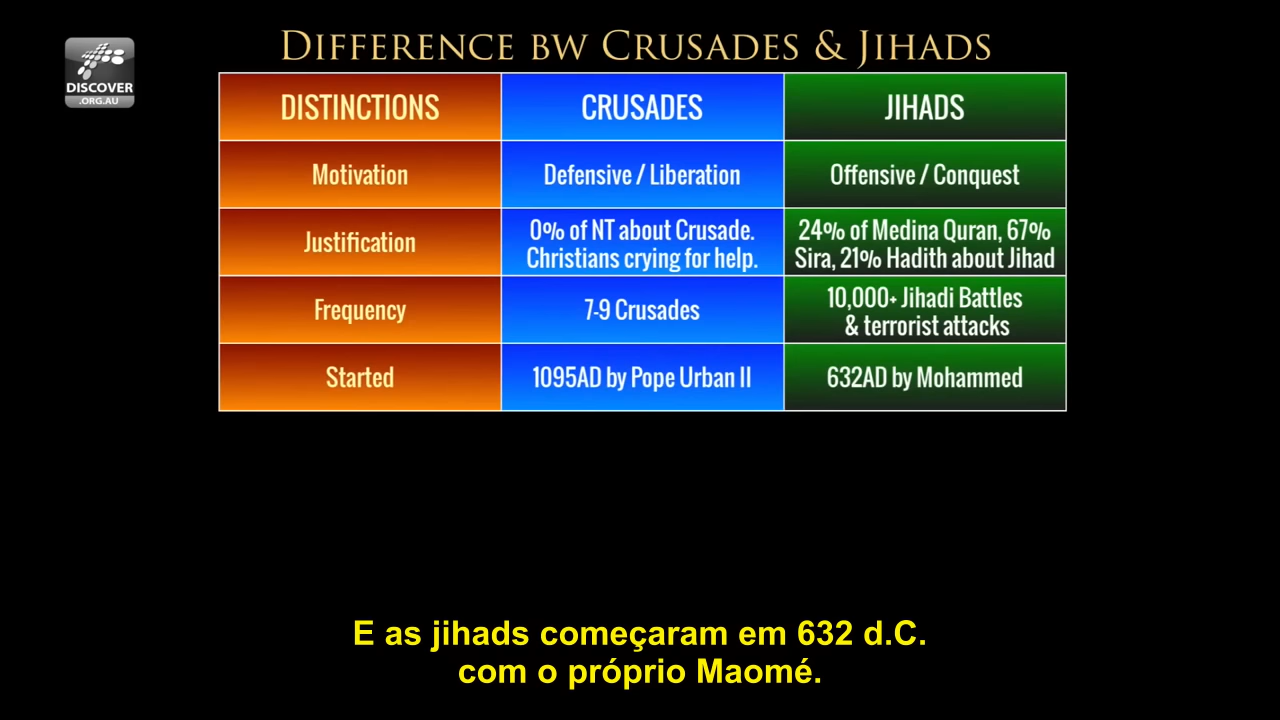 DISCOVER
.ORG.AU
DIFFERENCE BW CRUSADES & JIHADS
DISTINCTIONS
CRUSADES
JIHADS
Motivation
Defensive / Liberation
Offensive / Conquest
Justification
0% of NT about Crusade.
Christians crying for help.
24% of Medina Quran, 67%
Sira, 21% Hadith about Jihad
Frequency
7-9 Crusades
10,000+ Jihadi Battles
& terrorist attacks
Started
1095AD by Pope Urban II
632AD by Mohammed
E as jihads começaram em 632 d.C.
com o próprio Maomé.